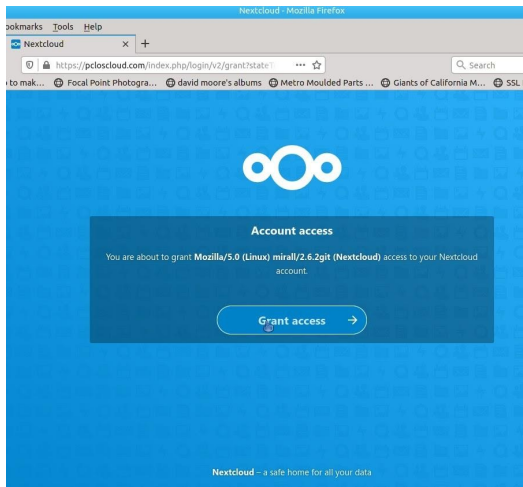 Nextcloud - Mozilla Firefox
ookmarks Tools Help
Nextcloud × +
https://pcloscloud.com/index.php/login/v2/grant?state ••• Search
to mak... Focal Point Photogra... david moore's albums Metro Moulded Parts ... Giants of California M... SSL
Account access
You are about to grant Mozilla/5.0 (Linux) mirall/2.6.2git (Nextcloud) access to your Nextcloud
account.
Grant access →
Nextcloud – a safe home for all your data